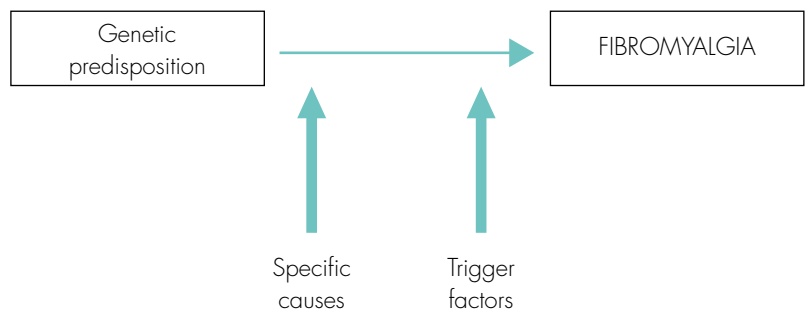 Genetic
predisposition
FIBROMYALGIA
Specific
causes
Trigger
factors